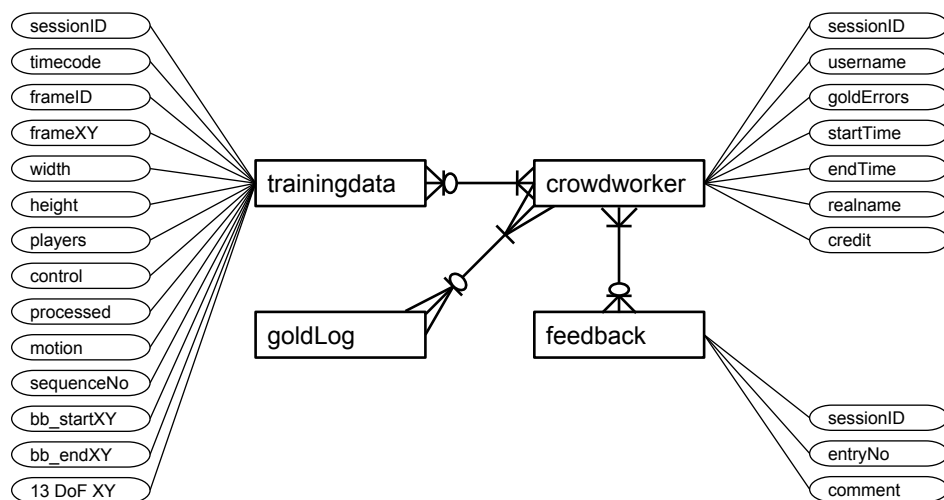 sessionID
timecode
frameID
frameXY
width
height
players
control
processed
motion
sequenceNo
bb_startXY
bb_endXY
13 DoF XY
trainingdata
goldLog
crowdworker
feedback
sessionID
username
goldErrors
startTime
endTime
realname
credit
sessionID
entryNo
comment